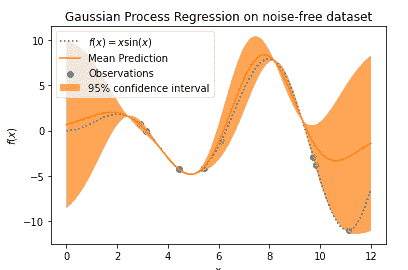 Gaussian Process Regression on noise-free dataset
f(x) = x sin(x)
Mean Prediction
Observations
95% confidence interval
10
5
0
−5
−10
f(x)
0 2 4 6 8 10 12